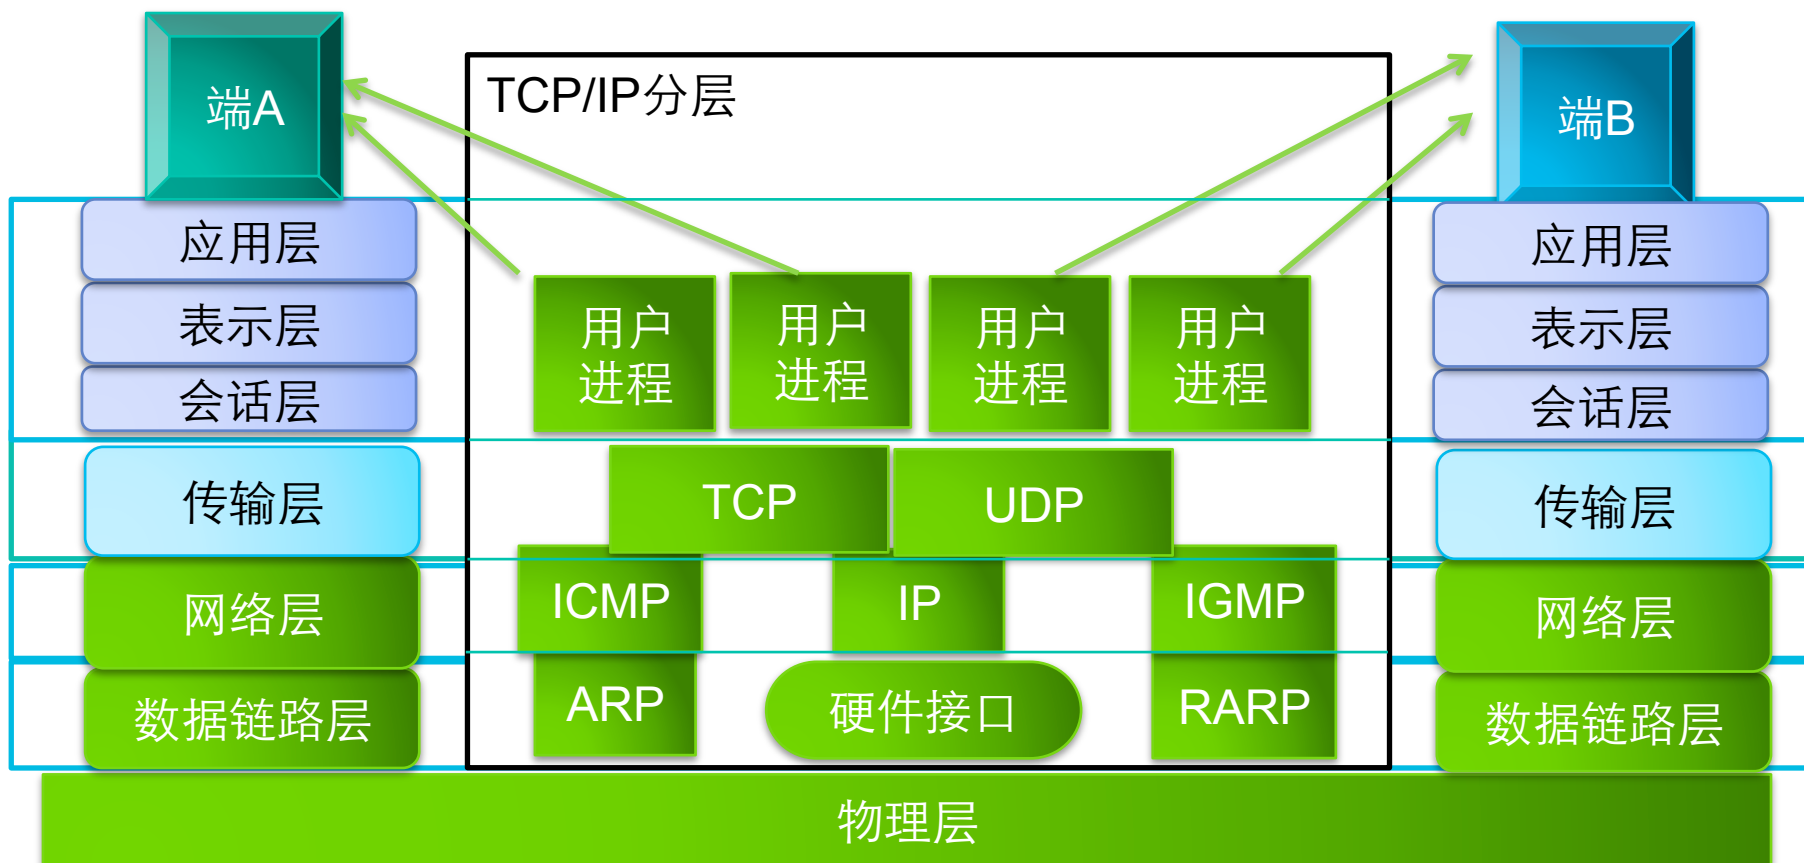 端A
TCP/IP分层
端B
应用层
应用层
表示层
用户
进程
用户
进程
用户
进程
用户
进程
表示层
会话层
会话层
传输层
TCP
UDP
传输层
网络层
ICMP
IP
IGMP
网络层
数据链路层
ARP
硬件接口
RARP
数据链路层
物理层